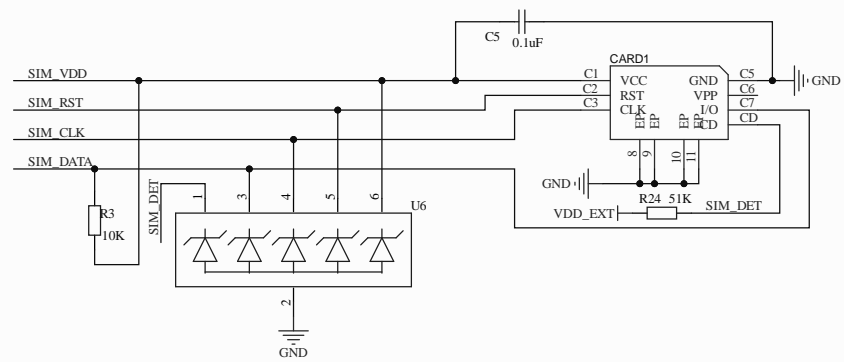 C5 0.1uF
CARD1
SIM_VDD C1 VCC GND C5 GND
C2 RST VPP C6
SIM_RST C3 CLK I/O C7
EP EP EP EP CD CD
SIM_CLK
8 9 10 11
SIM_DATA
GND
SIM_DET 1 3 4 5 6
R24 51K
U6 VDD_EXT SIM_DET
R3
10K
2
GND